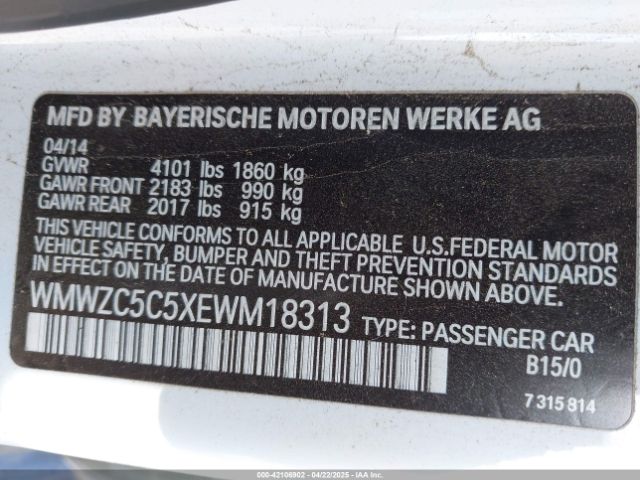 MFD BY BAYERISCHE MOTOREN WERKE AG
04/14
GVWR 4101 lbs 1860 kg
GAWR FRONT 2183 lbs 990 kg
GAWR REAR 2017 lbs 915 kg
THIS VEHICLE CONFORMS TO ALL APPLICABLE U.S.FEDERAL MOTOR
VEHICLE SAFETY, BUMPER AND THEFT PREVENTION STANDARDS
IN EFFECT ON THE DATE OF MANUFACTURE SHOWN ABOVE.
WMWZC5C5XEWM18313 TYPE: PASSENGER CAR
B15/0
7 315 814
000-42106902 - 04/22/2025 - COPYRIGHT IAA, LLC.